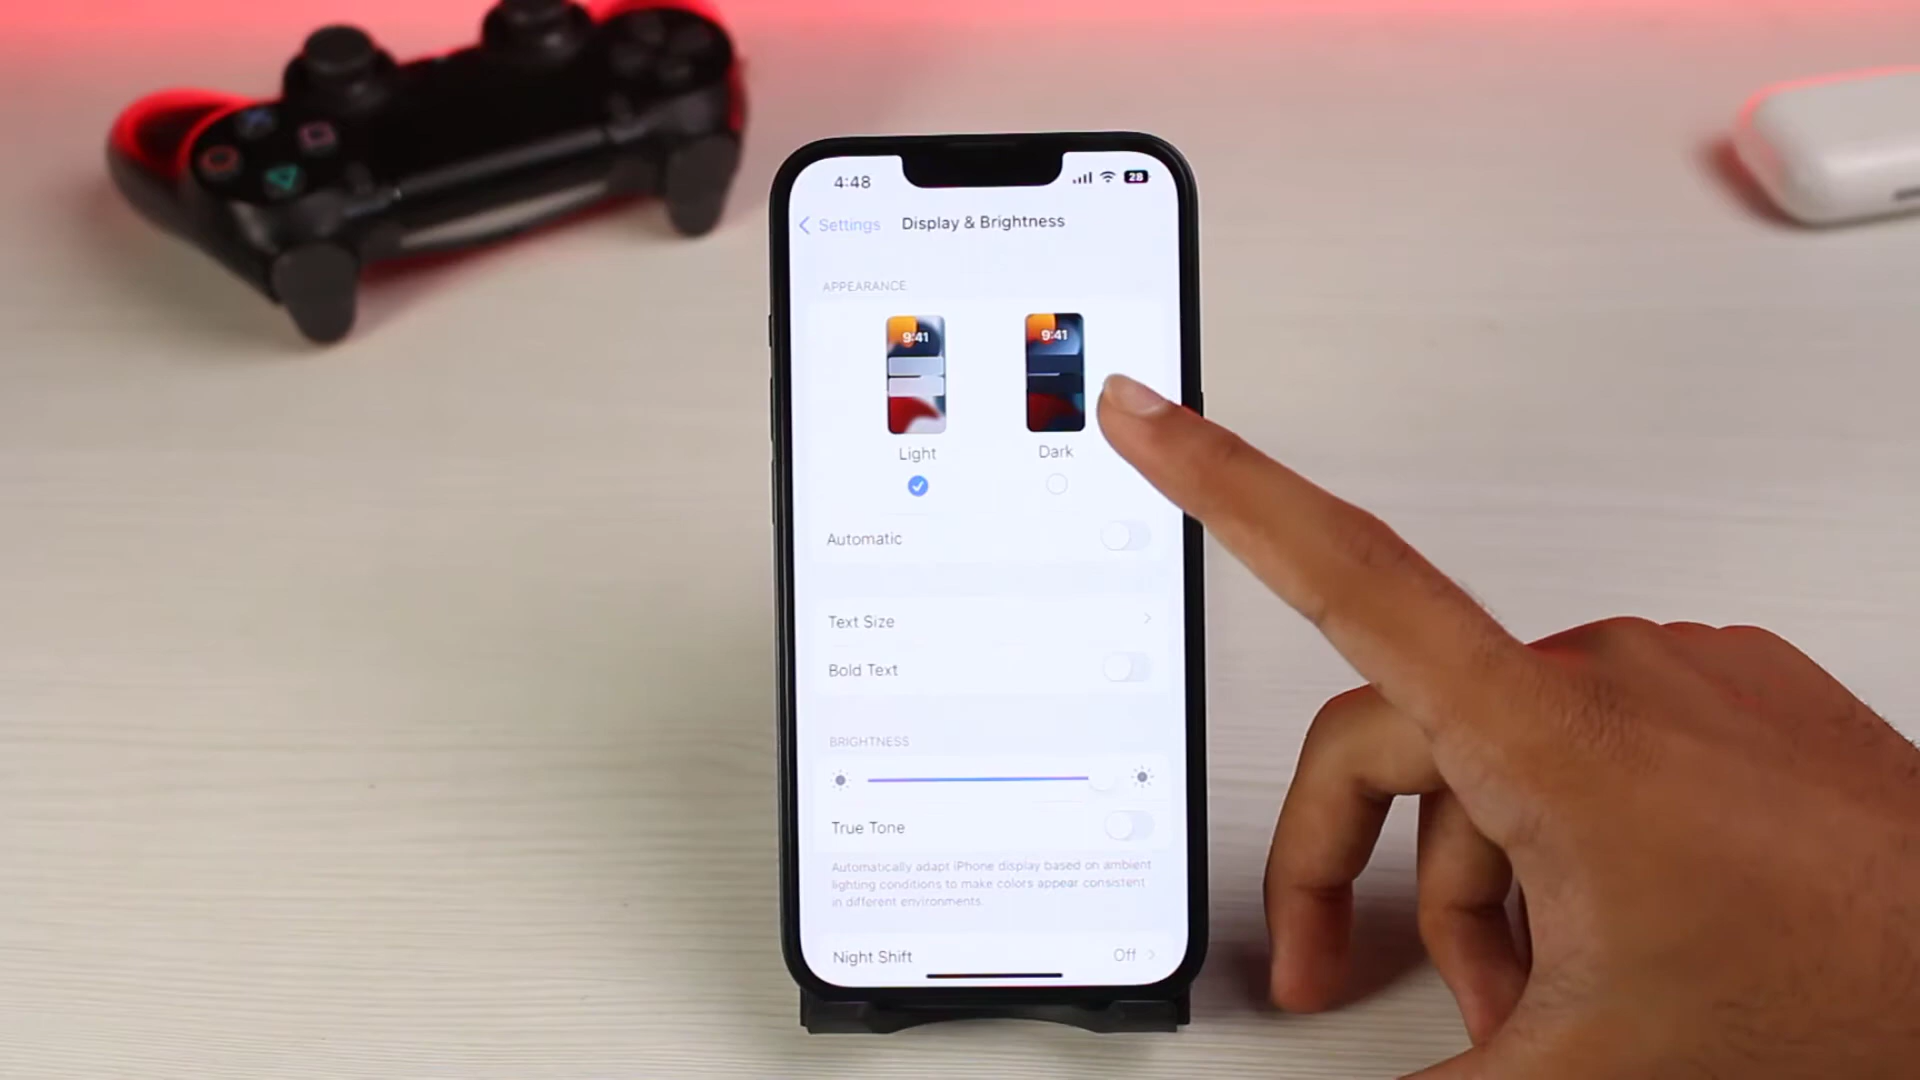 4:48
28
Settings
Display & Brightness
APPEARANCE
9:41
9:41
Light
Dark
Automatic
Text Size
Bold Text
BRIGHTNESS
True Tone
Automatically adapt iPhone display based on ambient
lighting conditions to make colors appear consistent
in different environments.
Night Shift
Off